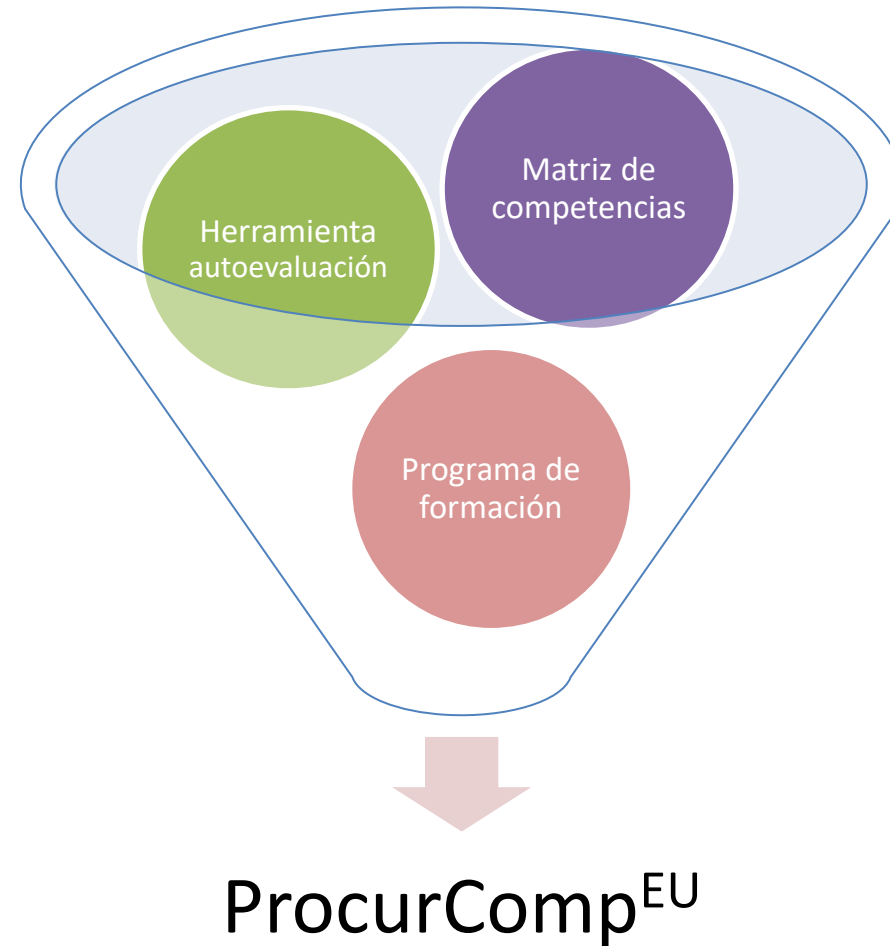 Matriz de
competencias
Herramienta
autoevaluación
Programa de
formación
ProcurCompEU